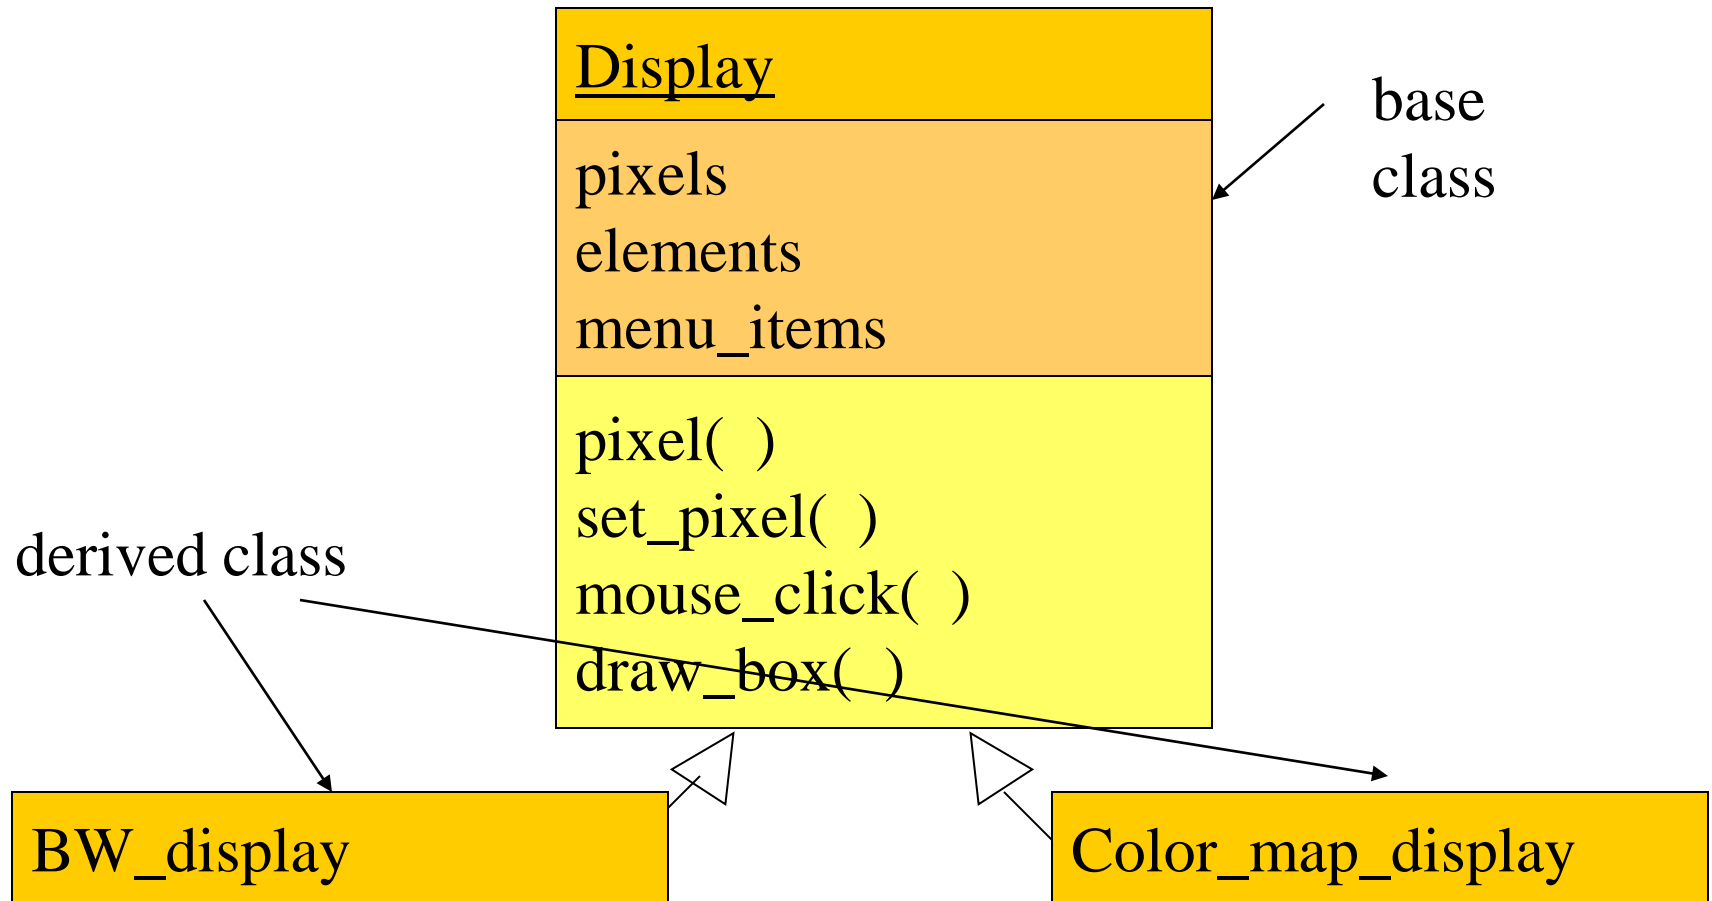 Display
base
class
pixels
elements
menu_items
pixel( )
set_pixel( )
mouse_click( )
draw_box( )
derived class
BW_display
Color_map_display